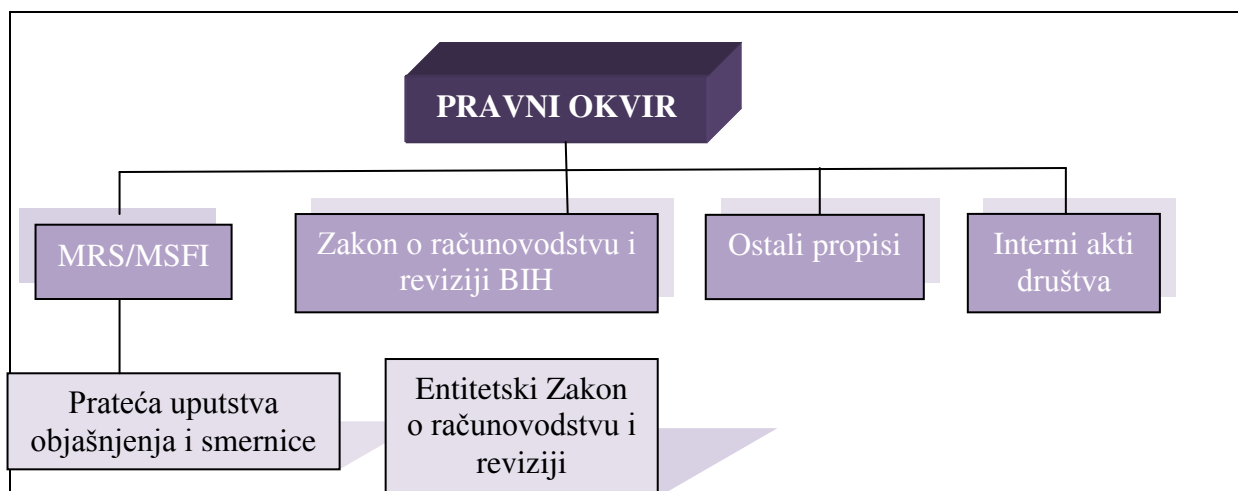 PRAVNI OKVIR
MRS/MSFI
Zakon o računovodstvu i
reviziji BIH
Ostali propisi
Interni akti
društva
Prateća uputstva
objašnjenja i smernice
Entitetski Zakon
o računovodstvu i
reviziji